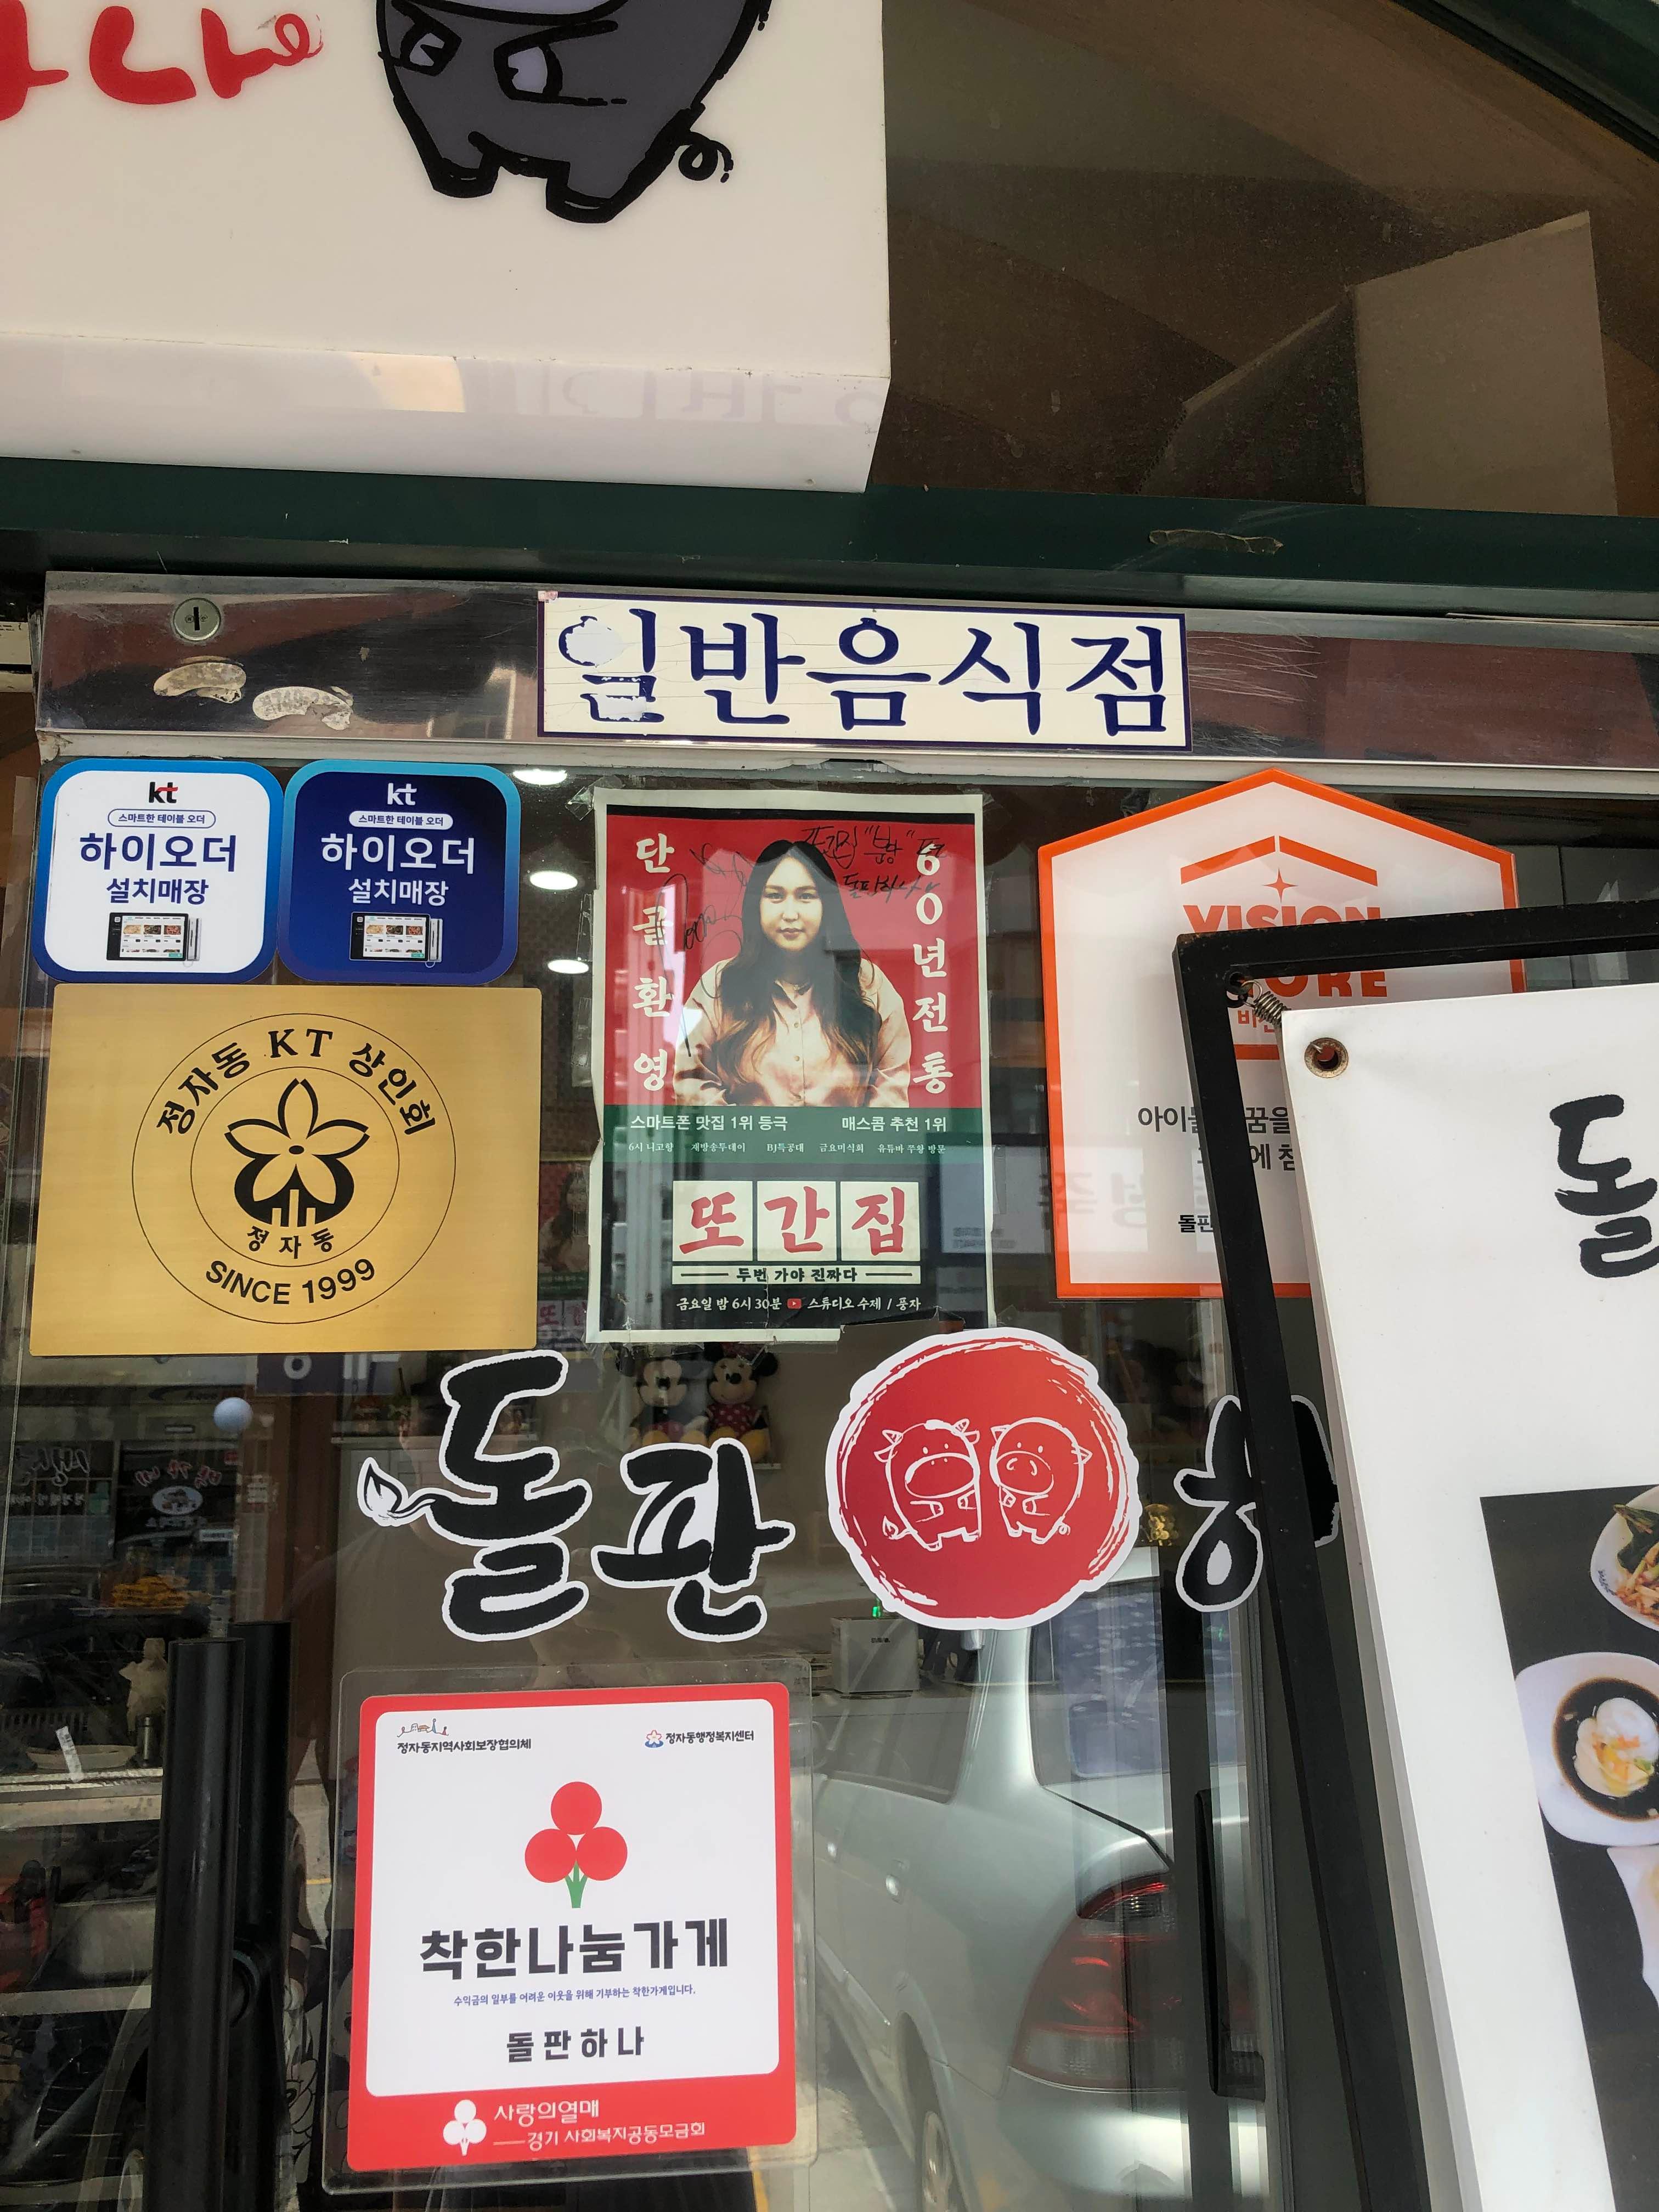 일반음식점
kt
스마트한 테이블 오더
하이오더
설치매장
kt
스마트한 테이블 오더
하이오더
설치매장
정자동 KT 상인회
정자동
SINCE 1999
단골환영
60년전통
스마트폰 맛집 1위 등극 매스콤 추천 1위
6시 니고향 제방송투데이 BJ특공대 금요미식회 유튜바 쭈왕 방문
또간집
두번 가야 진짜다
금요일 밤 6시 30분 스튜디오 수제 / 풍자
VISION
아이들 꿈을
돌판
돌
돌판 하
정자동지역사회보장협의체 정자동행정복지센터
착한나눔가게
수익금의 일부를 어려운 이웃을 위해 기부하는 착한가게입니다.
돌판하나
사랑의열매
경기 사회복지공동모금회